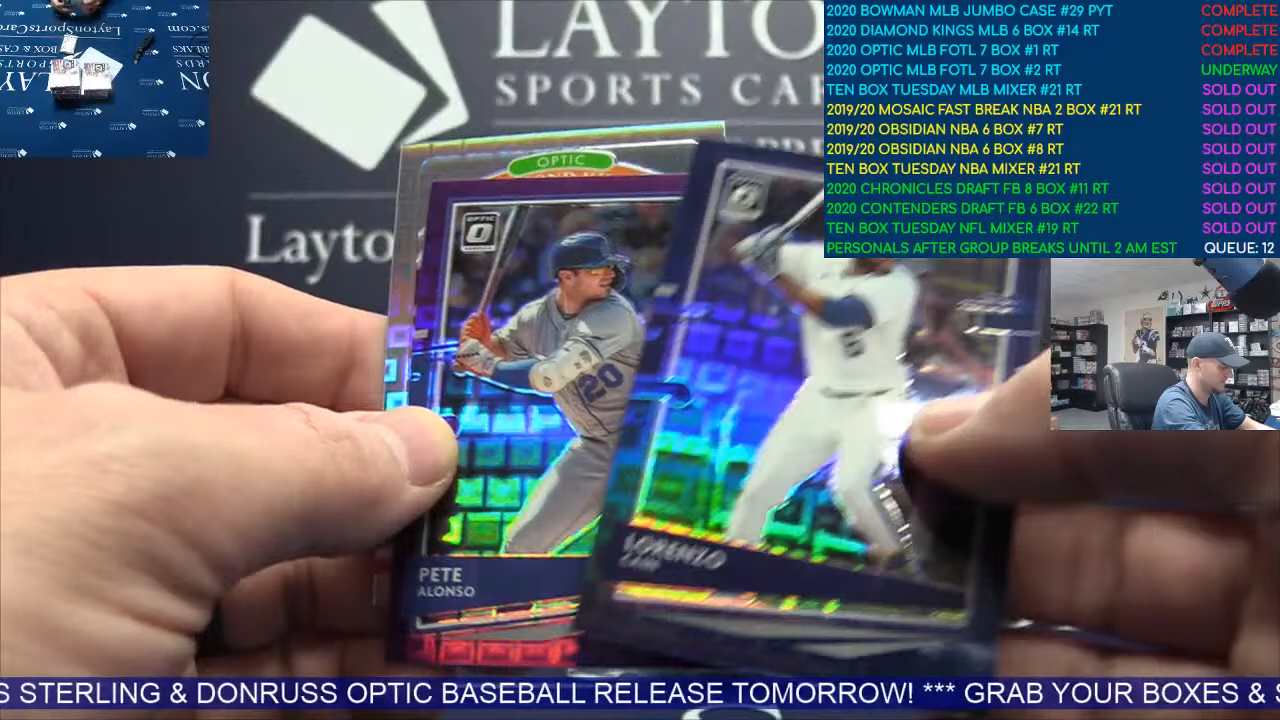 2020 BOWMAN MLB JUMBO CASE #29 PYT COMPLETE
2020 DIAMOND KINGS MLB 6 BOX #14 RT COMPLETE
2020 OPTIC MLB FOTL 7 BOX #1 RT COMPLETE
2020 OPTIC MLB FOTL 7 BOX #2 RT UNDERWAY
TEN BOX TUESDAY MLB MIXER #21 RT SOLD OUT
2019/20 MOSAIC FAST BREAK NBA 2 BOX #21 RT SOLD OUT
2019/20 OBSIDIAN NBA 6 BOX #7 RT SOLD OUT
2019/20 OBSIDIAN NBA 6 BOX #8 RT SOLD OUT
TEN BOX TUESDAY NBA MIXER #21 RT SOLD OUT
2020 CHRONICLES DRAFT FB 8 BOX #11 RT SOLD OUT
2020 CONTENDERS DRAFT FB 6 BOX #22 RT SOLD OUT
TEN BOX TUESDAY NFL MIXER #19 RT SOLD OUT
PERSONALS AFTER GROUP BREAKS UNTIL 2 AM EST QUEUE: 12
LAYTO
SPORTS CAR
Layto
OPTIC
OPTIC
20
6
PETE
ALONSO
LORENZO
CAIN
S STERLING & DONRUSS OPTIC BASEBALL RELEASE TOMORROW! *** GRAB YOUR BOXES & S